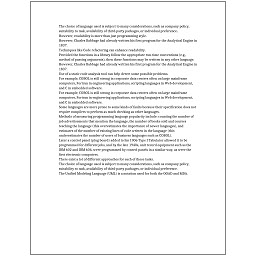 The choice of language used is subject to many considerations, such as company policy,
suitability to task, availability of third-party packages, or individual preference.
However, readability is more than just programming style.
However, Charles Babbage had already written his first program for the Analytical Engine in
1837.
Techniques like Code refactoring can enhance readability.
Provided the functions in a library follow the appropriate run-time conventions (e.g.,
method of passing arguments), then these functions may be written in any other language.
However, Charles Babbage had already written his first program for the Analytical Engine in
1837.
Use of a static code analysis tool can help detect some possible problems.
For example, COBOL is still strong in corporate data centers often on large mainframe
computers, Fortran in engineering applications, scripting languages in Web development,
and C in embedded software.
For example, COBOL is still strong in corporate data centers often on large mainframe
computers, Fortran in engineering applications, scripting languages in Web development,
and C in embedded software.
Some languages are more prone to some kinds of faults because their specification does not
require compilers to perform as much checking as other languages.
Methods of measuring programming language popularity include: counting the number of
job advertisements that mention the language, the number of books sold and courses
teaching the language (this overestimates the importance of newer languages), and
estimates of the number of existing lines of code written in the language (this
underestimates the number of users of business languages such as COBOL).
Later a control panel (plug board) added to his 1906 Type I Tabulator allowed it to be
programmed for different jobs, and by the late 1940s, unit record equipment such as the
IBM 602 and IBM 604, were programmed by control panels in a similar way, as were the
first electronic computers.
There exist a lot of different approaches for each of those tasks.
The choice of language used is subject to many considerations, such as company policy,
suitability to task, availability of third-party packages, or individual preference.
The Unified Modeling Language (UML) is a notation used for both the OOAD and MDA.